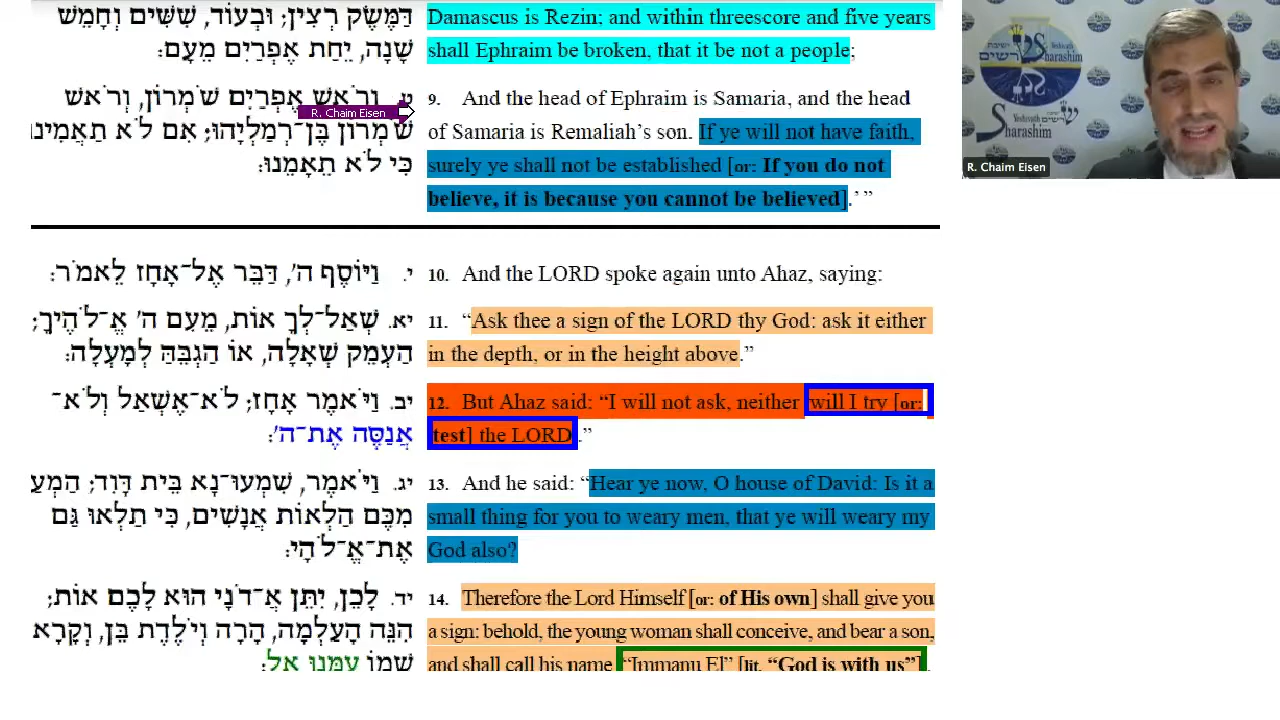 דַּמֶּשֶׂק רְצִין; וּבְעוֹד, שִׁשִּׁים וְחָמֵשׁ
שָׁנָה, יֵחַת אֶפְרַיִם מֵעָם:
ט. וְרֹאשׁ אֶפְרַיִם שֹׁמְרוֹן, וְרֹאשׁ
שֹׁמְרוֹן בֶּן־רְמַלְיָהוּ; אִם לֹא תַאֲמִינוּ
כִּי לֹא תֵאָמֵנוּ:
י. וַיּוֹסֶף ה', דַּבֵּר אֶל־אָחָז לֵאמֹר:
יא. שְׁאַל־לְךָ אוֹת, מֵעִם ה' אֱ־לֹהֶיךָ;
הַעְמֵק שְׁאָלָה, אוֹ הַגְבֵּהַּ לְמָעְלָה:
יב. וַיֹּאמֶר אָחָז; לֹא־אֶשְׁאַל וְלֹא־
אֲנַסֶּה אֶת־ה':
יג. וַיֹּאמֶר, שִׁמְעוּ־נָא בֵּית דָּוִד; הַמְעַ
מִכֶּם הַלְאוֹת אֲנָשִׁים, כִּי תַלְאוּ גַּם
אֶת־אֱ־לֹהָי:
יד. לָכֵן, יִתֵּן אֲ־דֹנָי הוּא לָכֶם אוֹת;
הִנֵּה הָעַלְמָה, הָרָה וְיֹלֶדֶת בֵּן, וְקָרָא
שְׁמוֹ עִמָּנוּ אֵל:
Damascus is Rezin; and within threescore and five years
shall Ephraim be broken, that it be not a people;
9. And the head of Ephraim is Samaria, and the head
of Samaria is Remaliah's son. If ye will not have faith,
surely ye shall not be established [or: If you do not
believe, it is because you cannot be believed].' ”
10. And the LORD spoke again unto Ahaz, saying:
11. “Ask thee a sign of the LORD thy God: ask it either
in the depth, or in the height above.”
12. But Ahaz said: “I will not ask, neither will I try [or:
test] the LORD.”
13. And he said: “Hear ye now, O house of David: Is it a
small thing for you to weary men, that ye will weary my
God also?
14. Therefore the Lord Himself [or: of His own] shall give you
a sign: behold, the young woman shall conceive, and bear a son,
and shall call his name “Immanu El” [lit. “God is with us”].
R. Chaim Eisen
ישיבת
שרשים
Yeshivath
Sharashim
R. Chaim Eisen